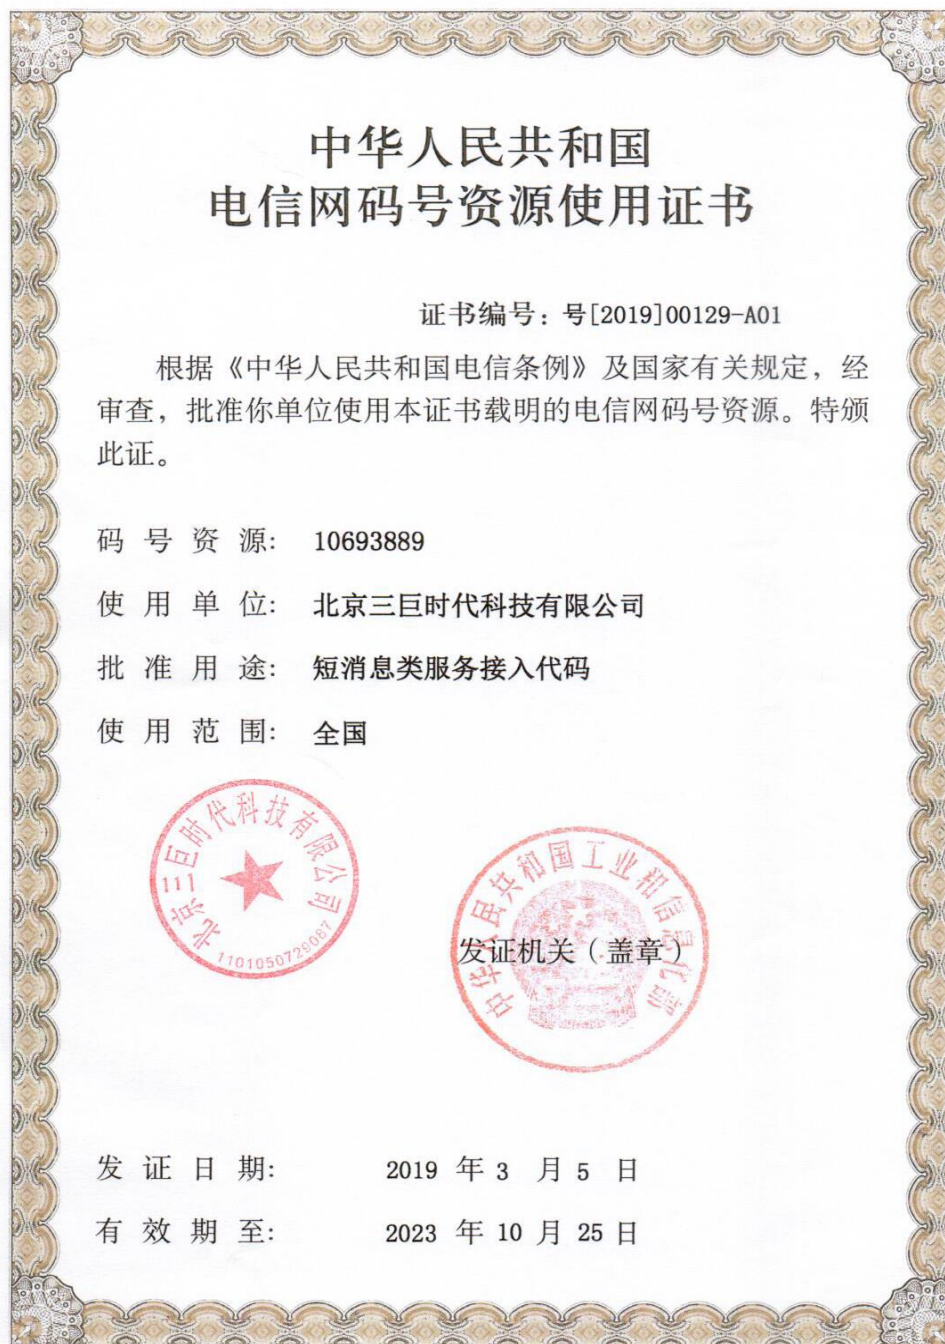 中华人民共和国
电信网码号资源使用证书
证书编号：号[2019]00129-A01
根据《中华人民共和国电信条例》及国家有关规定，经
审查，批准你单位使用本证书载明的电信网码号资源。特颁
此证。
码号资源: 10693889
使用单位: 北京三巨时代科技有限公司
批准用途: 短消息类服务接入代码
使用范围: 全国
北京三巨时代科技有限公司
1101050729087
中华人民共和国工业和信息化部
发证机关（盖章）
发证日期: 2019 年 3 月 5 日
有效期至: 2023 年 10 月 25 日